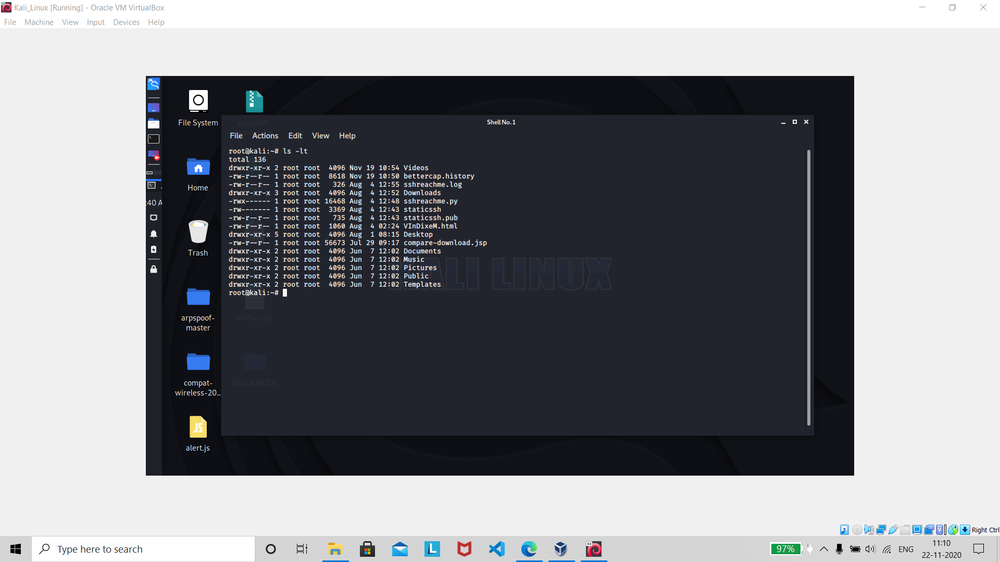 Kali_Linux [Running] - Oracle VM VirtualBox
File Machine View Input Devices Help
File System
arpspoof-
Home
:40 A
Trash
arpspoof-
master
swithc.cap
compat-
wireless-20...
RESOURCES
JS
alert.js
Shell No.1
File Actions Edit View Help
root@kali:~# ls -lt
total 136
drwxr-xr-x 2 root root  4096 Nov 19 10:54 Videos
-rw-r--r-- 1 root root  8618 Nov 19 10:50 bettercap.history
-rw-r--r-- 1 root root   326 Aug  4 12:55 sshreachme.log
drwxr-xr-x 3 root root  4096 Aug  4 12:52 Downloads
-rwx------ 1 root root 16468 Aug  4 12:48 sshreachme.py
-rw------- 1 root root  3369 Aug  4 12:43 staticssh
-rw-r--r-- 1 root root   735 Aug  4 12:43 staticssh.pub
-rw-r--r-- 1 root root  1060 Aug  4 02:24 VInDixeM.html
drwxr-xr-x 5 root root  4096 Aug  1 08:15 Desktop
-rw-r--r-- 1 root root 56673 Jul 29 09:17 compare-download.jsp
drwxr-xr-x 2 root root  4096 Jun  7 12:02 Documents
drwxr-xr-x 2 root root  4096 Jun  7 12:02 Music
drwxr-xr-x 2 root root  4096 Jun  7 12:02 Pictures
drwxr-xr-x 2 root root  4096 Jun  7 12:02 Public
drwxr-xr-x 2 root root  4096 Jun  7 12:02 Templates
root@kali:~#
KALI LINUX
Right Ctrl
Type here to search
L
64
97%
ENG
11:10
22-11-2020